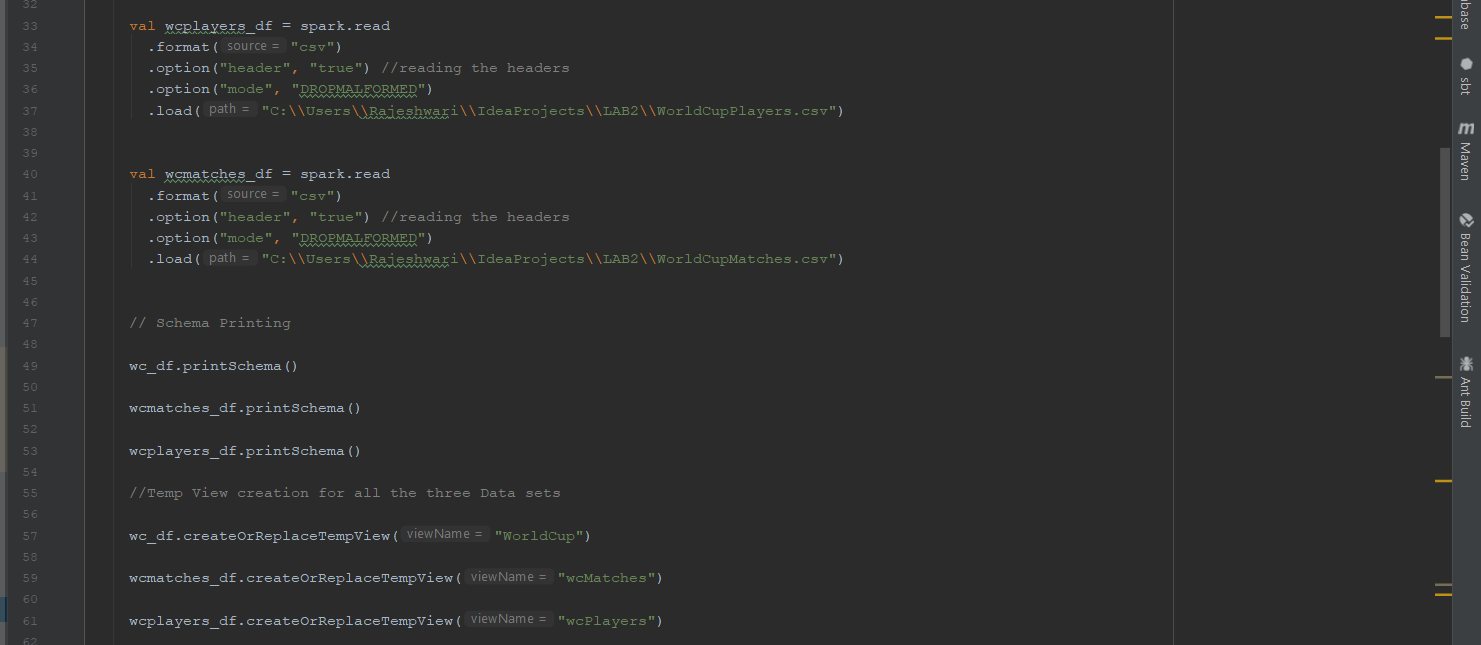 32
33 val wcplayers_df = spark.read
34 .format( source = "csv")
35 .option("header", "true") //reading the headers
36 .option("mode", "DROPMALFORMED")
37 .load( path = "C:\\Users\\Rajeshwari\\IdeaProjects\\LAB2\\WorldCupPlayers.csv")
38
39
40 val wcmatches_df = spark.read
41 .format( source = "csv")
42 .option("header", "true") //reading the headers
43 .option("mode", "DROPMALFORMED")
44 .load( path = "C:\\Users\\Rajeshwari\\IdeaProjects\\LAB2\\WorldCupMatches.csv")
45
46
47 // Schema Printing
48
49 wc_df.printSchema()
50
51 wcmatches_df.printSchema()
52
53 wcplayers_df.printSchema()
54
55 //Temp View creation for all the three Data sets
56
57 wc_df.createOrReplaceTempView( viewName = "WorldCup")
58
59 wcmatches_df.createOrReplaceTempView( viewName = "wcMatches")
60
61 wcplayers_df.createOrReplaceTempView( viewName = "wcPlayers")
62
base
sbt
m Maven
Bean Validation
Ant Build